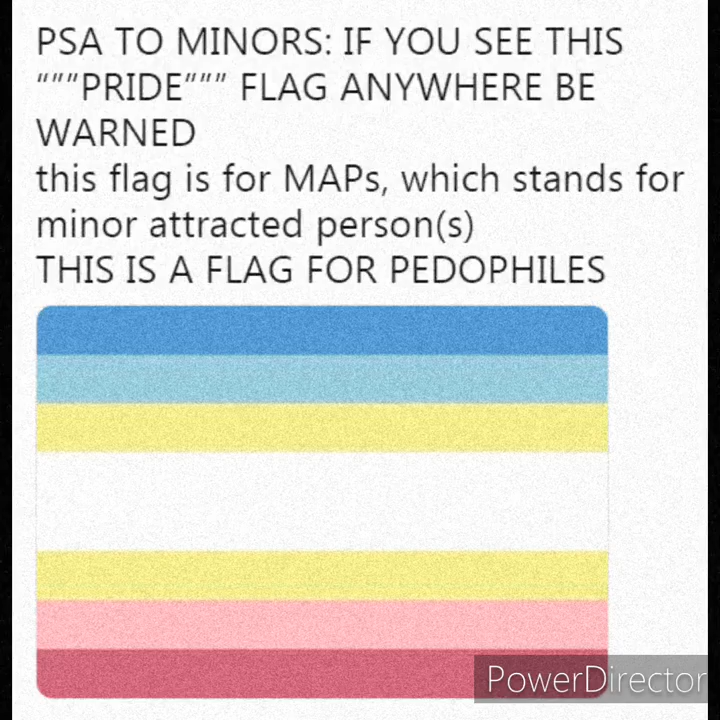 PSA TO MINORS: IF YOU SEE THIS
"""PRIDE""" FLAG ANYWHERE BE
WARNED
this flag is for MAPs, which stands for
minor attracted person(s)
THIS IS A FLAG FOR PEDOPHILES
PowerDirector